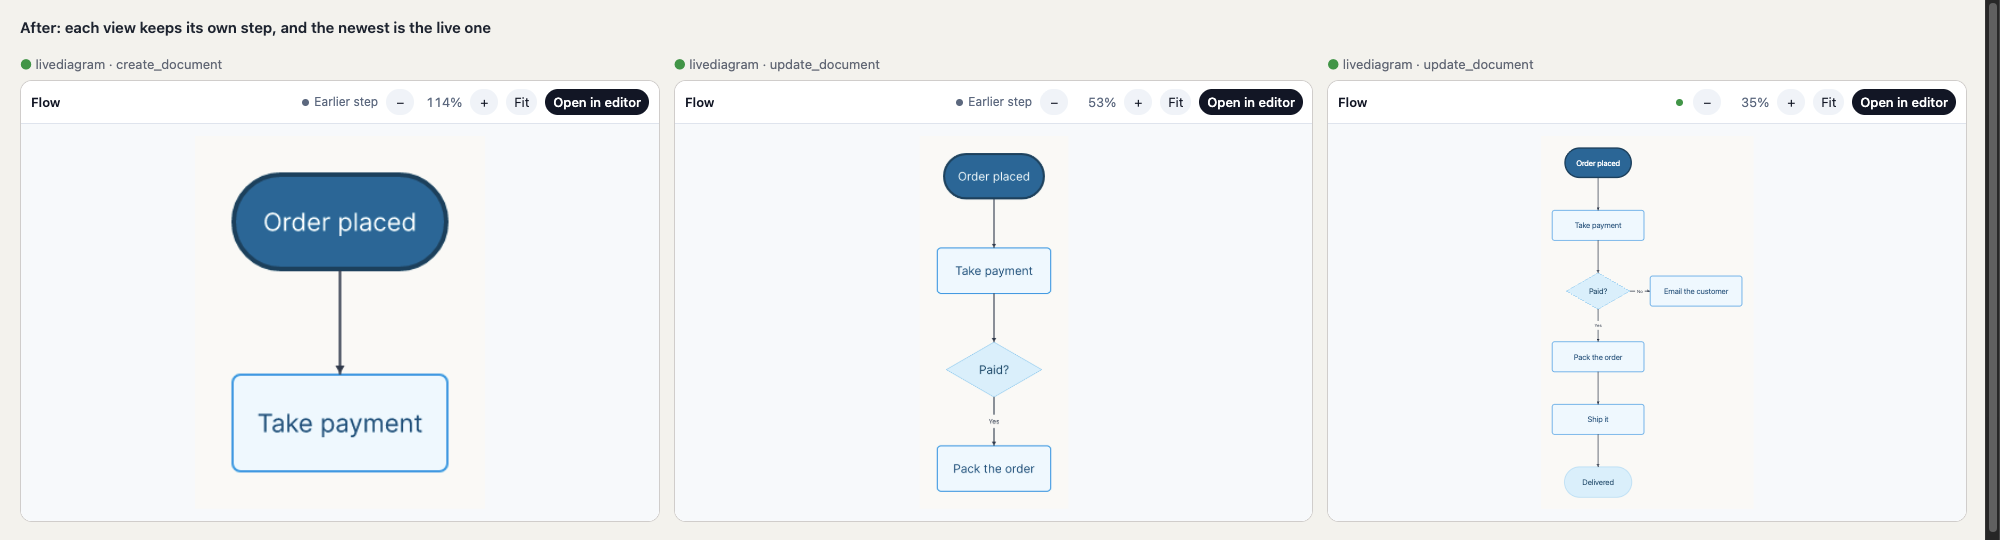 After: each view keeps its own step, and the newest is the live one
livediagram · create_document
Flow
Earlier step
− 114% + Fit Open in editor
Order placed
Take payment
livediagram · update_document
Flow
Earlier step
− 53% + Fit Open in editor
Order placed
Take payment
Paid?
Yes
Pack the order
livediagram · update_document
Flow
− 35% + Fit Open in editor
Order placed
Take payment
Paid?
No
Email the customer
Yes
Pack the order
Ship it
Delivered